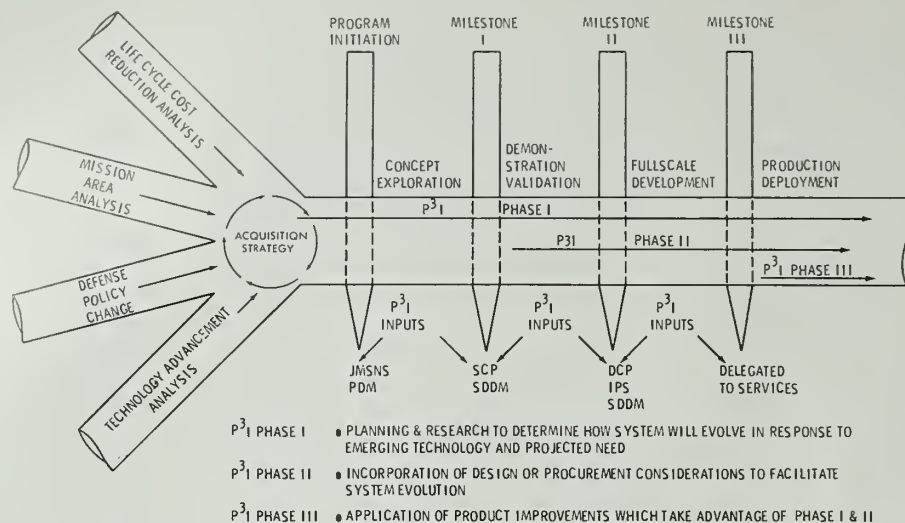 PROGRAM INITIATION
MILESTONE I
MILESTONE II
MILESTONE III
LIFE CYCLE COST REDUCTION ANALYSIS
MISSION AREA ANALYSIS
DEFENSE POLICY CHANGE
TECHNOLOGY ADVANCEMENT ANALYSIS
ACQUISITION STRATEGY
CONCEPT EXPLORATION
DEMON-
STRATION
VALIDATION
FULLSCALE DEVELOPMENT
PRODUCTION DEPLOYMENT
P³I PHASE I
P31 PHASE II
P³I PHASE III
P³I INPUTS
P³I INPUTS
P³I INPUTS
JMSNS
PDM
SCP
SDDM
DCP
IPS
SDDM
DELEGATED
TO SERVICES
P³I PHASE I • PLANNING & RESEARCH TO DETERMINE HOW SYSTEM WILL EVOLVE IN RESPONSE TO
EMERGING TECHNOLOGY AND PROJECTED NEED
P³I PHASE II • INCORPORATION OF DESIGN OR PROCUREMENT CONSIDERATIONS TO FACILITATE
SYSTEM EVOLUTION
P³I PHASE III • APPLICATION OF PRODUCT IMPROVEMENTS WHICH TAKE ADVANTAGE OF PHASE I & II